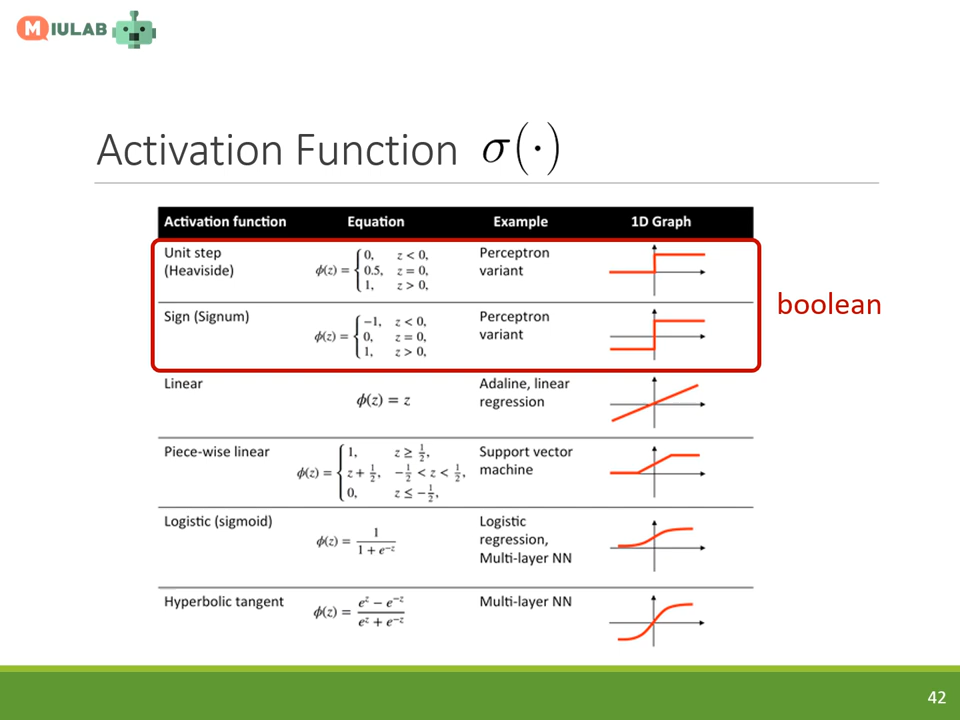 MIULAB
Activation Function σ(·)
Activation function Equation Example 1D Graph
Unit step
(Heaviside)
ϕ(z) = { 0, z < 0,
0.5, z = 0,
1, z > 0,
Perceptron
variant
boolean
Sign (Signum)
ϕ(z) = { −1, z < 0,
0, z = 0,
1, z > 0,
Perceptron
variant
Linear
ϕ(z) = z
Adaline, linear
regression
Piece-wise linear
ϕ(z) = { 1, z ≥ 1/2,
z + 1/2, −1/2 < z < 1/2,
0, z ≤ −1/2,
Support vector
machine
Logistic (sigmoid)
ϕ(z) = 1 / (1 + e^−z)
Logistic
regression,
Multi-layer NN
Hyperbolic tangent
ϕ(z) = (e^z − e^−z) / (e^z + e^−z)
Multi-layer NN
42